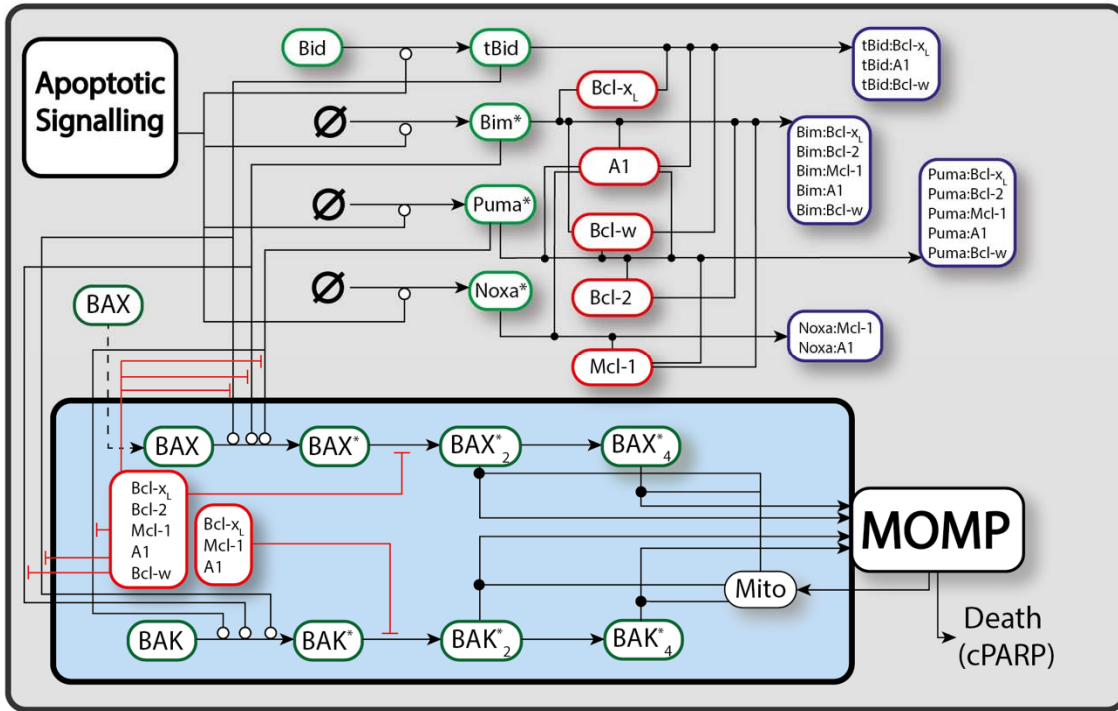 Apoptotic
Signalling
Bid
tBid
Bcl-xL
tBid:Bcl-xL
tBid:A1
tBid:Bcl-w
Ø
Bim*
A1
Bim:Bcl-xL
Bim:Bcl-2
Bim:Mcl-1
Bim:A1
Bim:Bcl-w
Ø
Puma*
Bcl-w
Puma:Bcl-xL
Puma:Bcl-2
Puma:Mcl-1
Puma:A1
Puma:Bcl-w
Ø
Noxa*
Bcl-2
Mcl-1
Noxa:Mcl-1
Noxa:A1
BAX
BAX
BAX*
BAX*2
BAX*4
Bcl-xL
Bcl-2
Mcl-1
A1
Bcl-w
Bcl-xL
Mcl-1
A1
MOMP
Mito
BAK
BAK*
BAK*2
BAK*4
Death
(cPARP)